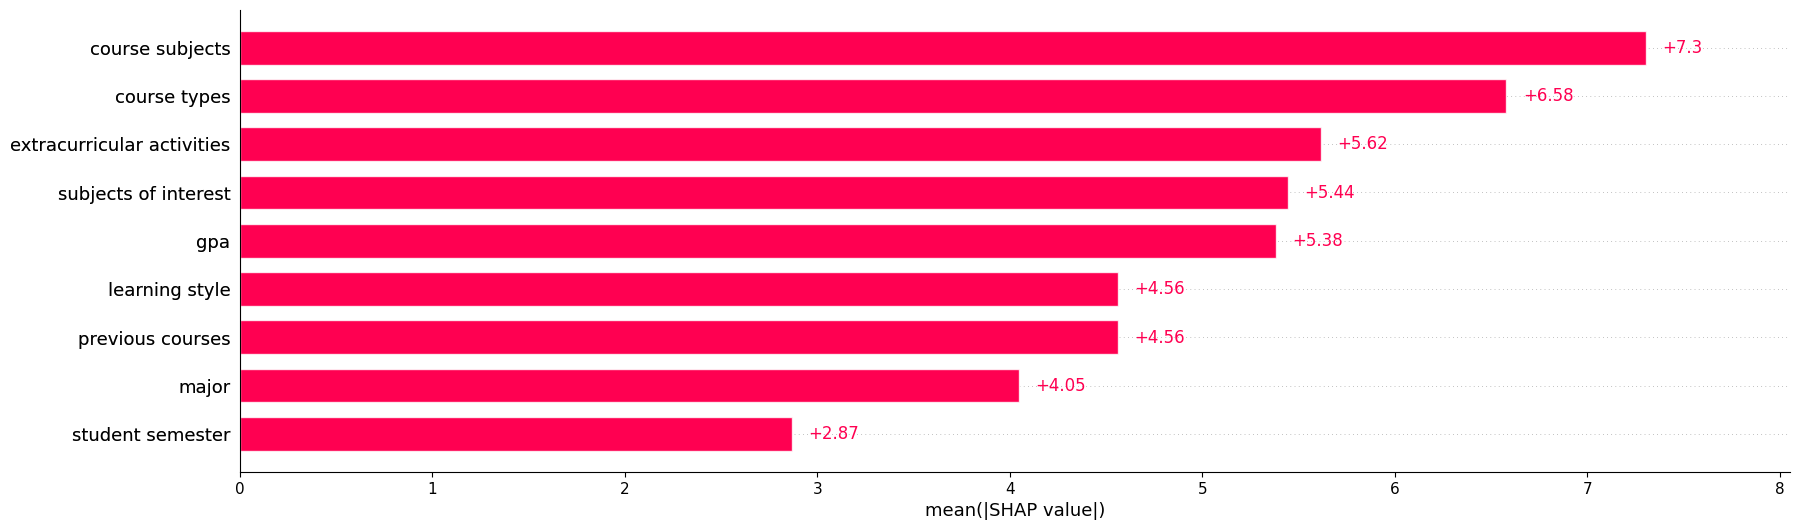 course subjects +7.3
course types +6.58
extracurricular activities +5.62
subjects of interest +5.44
gpa +5.38
learning style +4.56
previous courses +4.56
major +4.05
student semester +2.87
0 1 2 3 4 5 6 7 8
mean(|SHAP value|)